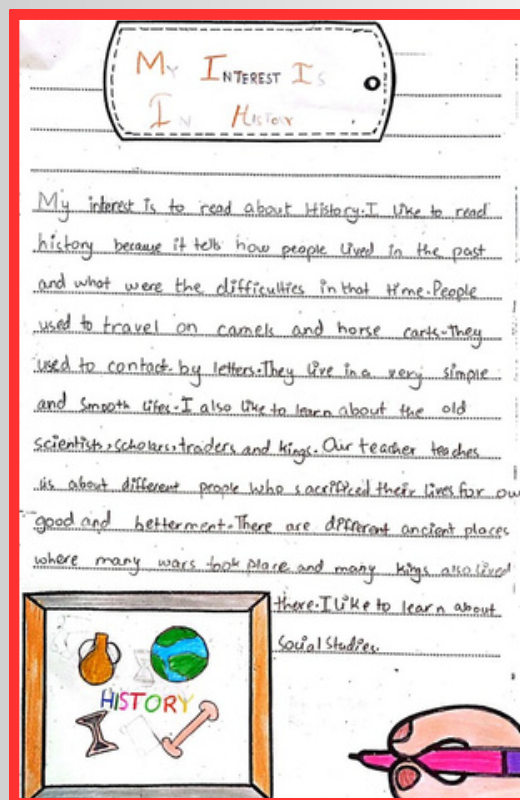 My Interest Is
In History
My interest is to read about History. I like to read
history because it tells how people lived in the past
and what were the difficulties in that time. People
used to travel on camels and horse carts. They
used to contact by letters. They live in a very simple
and smooth lifes. I also like to learn about the old
scientists, scholars, traders and kings. Our teacher teaches
us about different people who sacrificed their lives for our
good and betterment. There are different ancient places
where many wars took place and many kings also lived
there. I like to learn about
Social Studies.
HISTORY